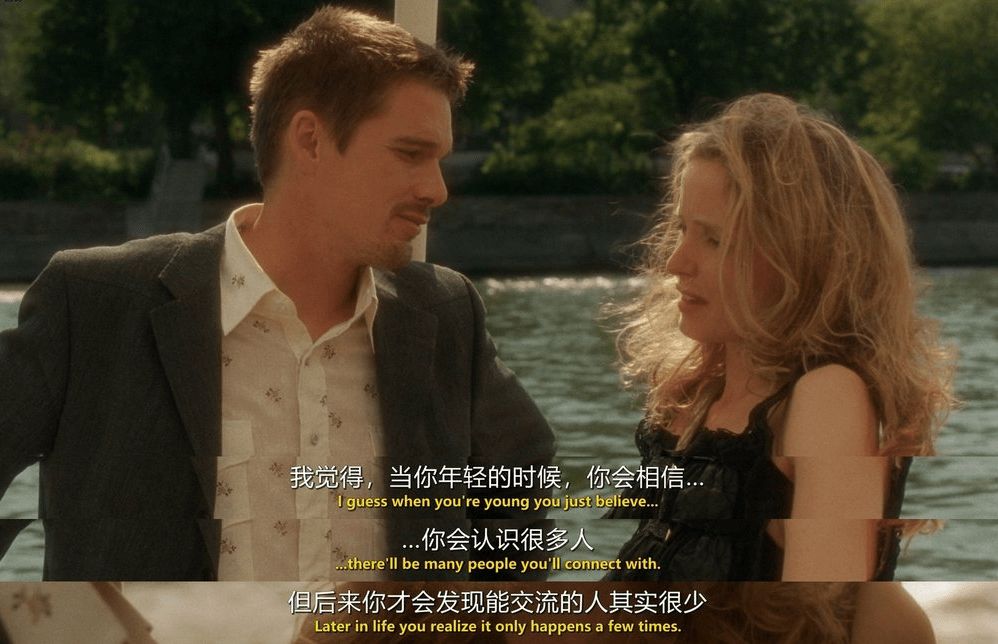 我觉得，当你年轻的时候，你会相信...
I guess when you're young you just believe...
...你会认识很多人
...there'll be many people you'll connect with.
但后来你才会发现能交流的人其实很少
Later in life you realize it only happens a few times.